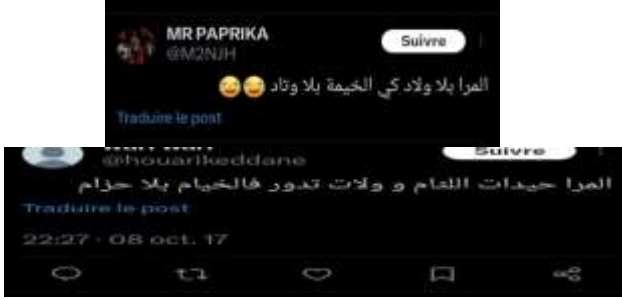 MR PAPRIKA
Suivre
@M2NJH
المرا بلا ولاد كي الخيمة بلا وتاد 😅😅
Traduire le post
Suivre
@houarikeddane
المرا حيدات اللعام و ولات تدور فالخيام بلا حزام
Traduire le post
22:27 · 08 oct. 17